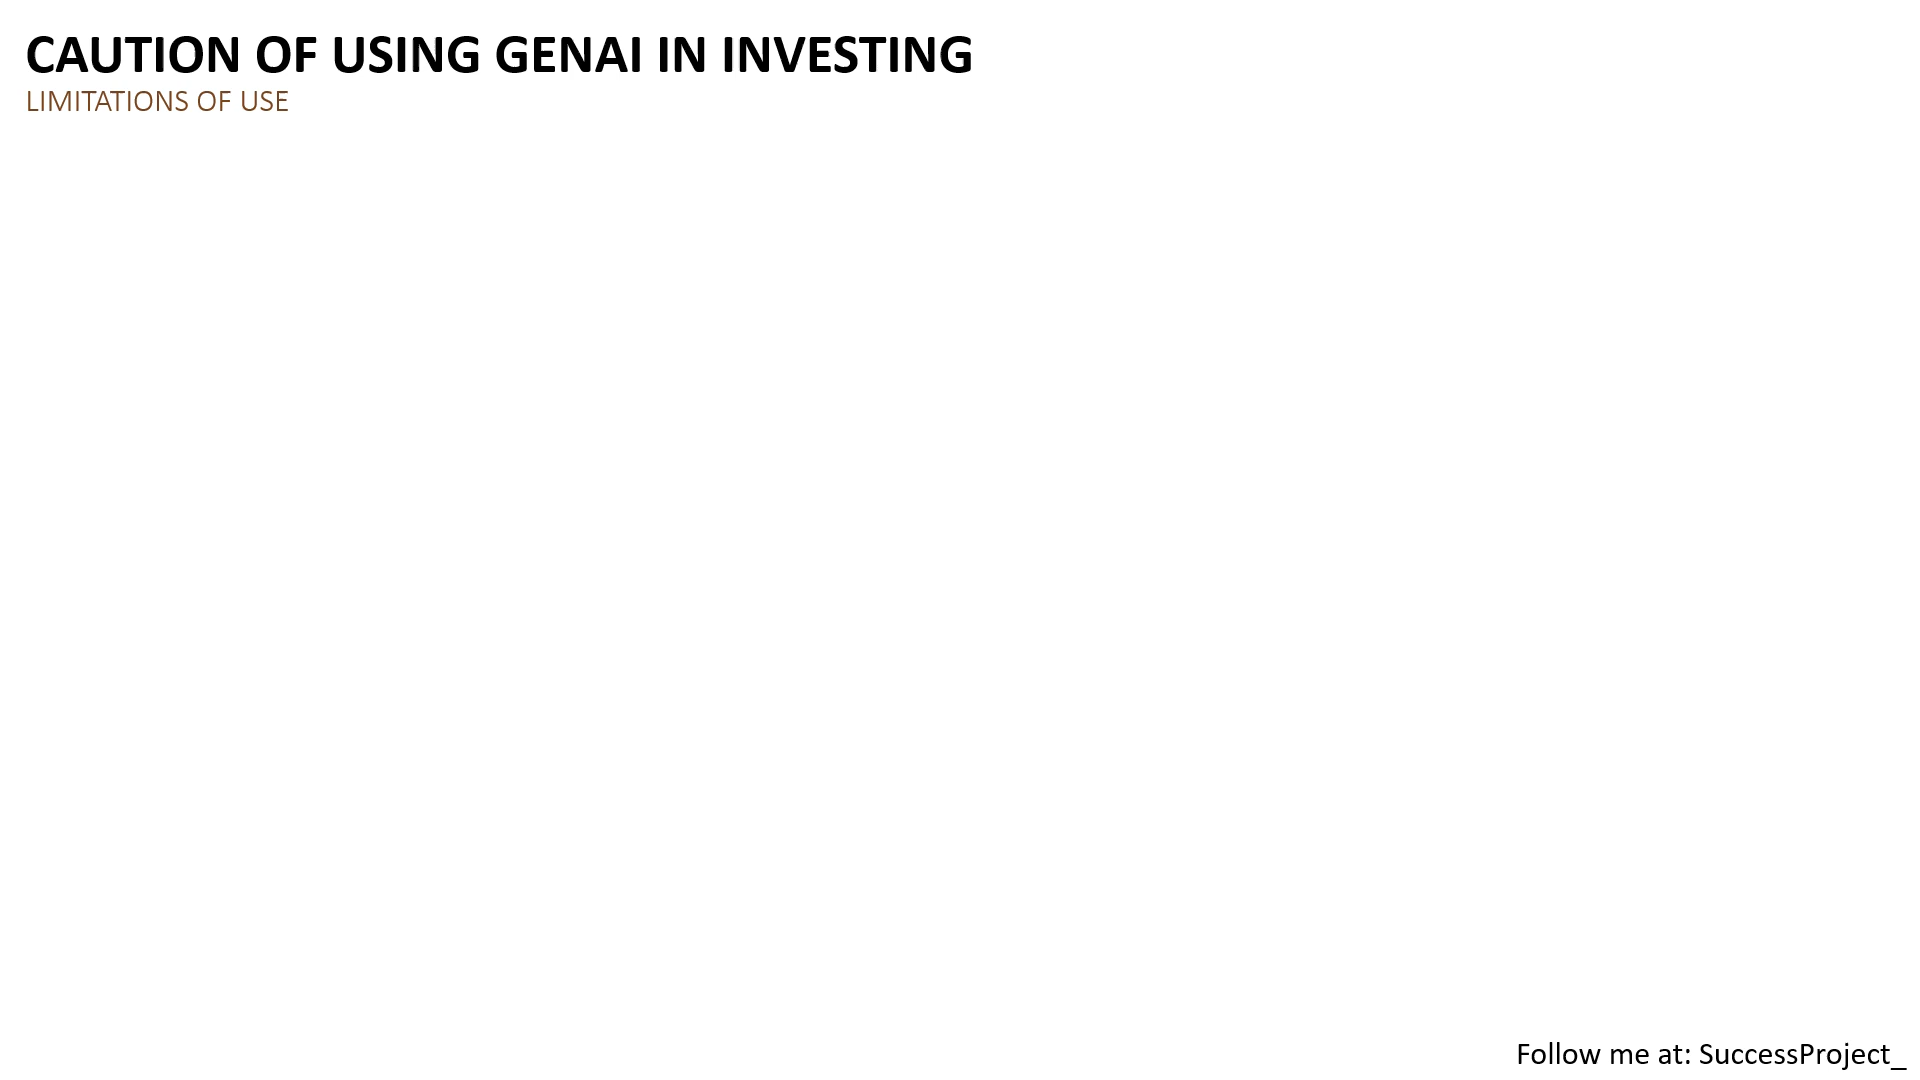 CAUTION OF USING GENAI IN INVESTING
LIMITATIONS OF USE
Follow me at: SuccessProject_